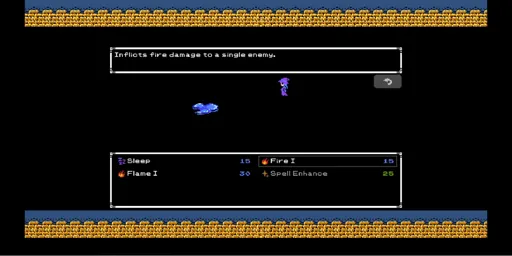 Inflicts fire damage to a single enemy.
Sleep 15 Fire I 15
Flame I 30 Spell Enhance 25